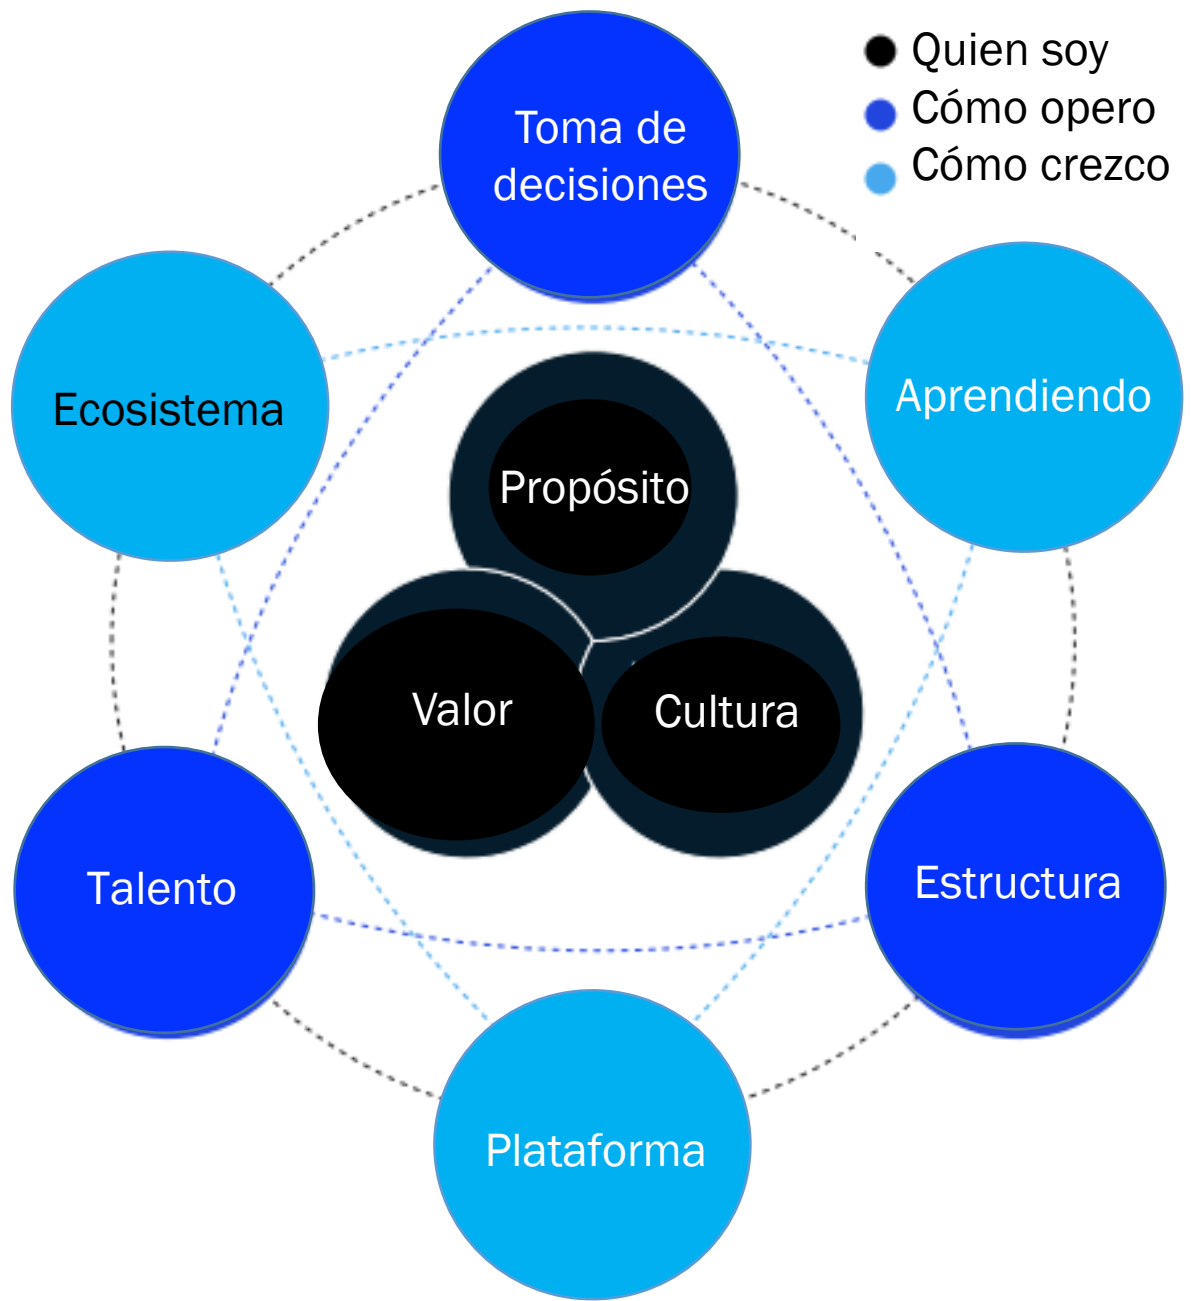 Quien soy
Cómo opero
Cómo crezco
Toma de
decisiones
Ecosistema
Aprendiendo
Propósito
Valor
Cultura
Talento
Estructura
Plataforma